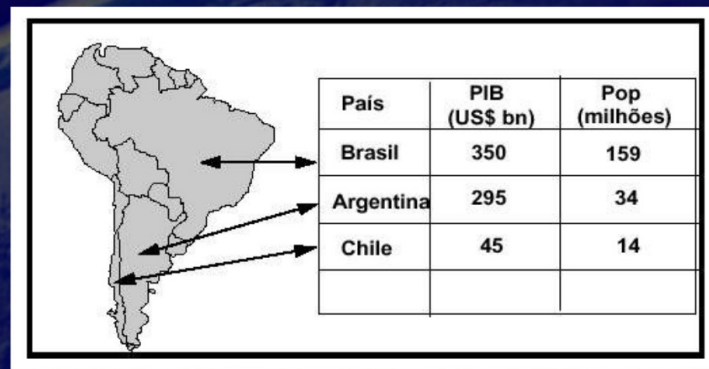 País PIB (US$ bn) Pop (milhões)
Brasil 350 159
Argentina 295 34
Chile 45 14